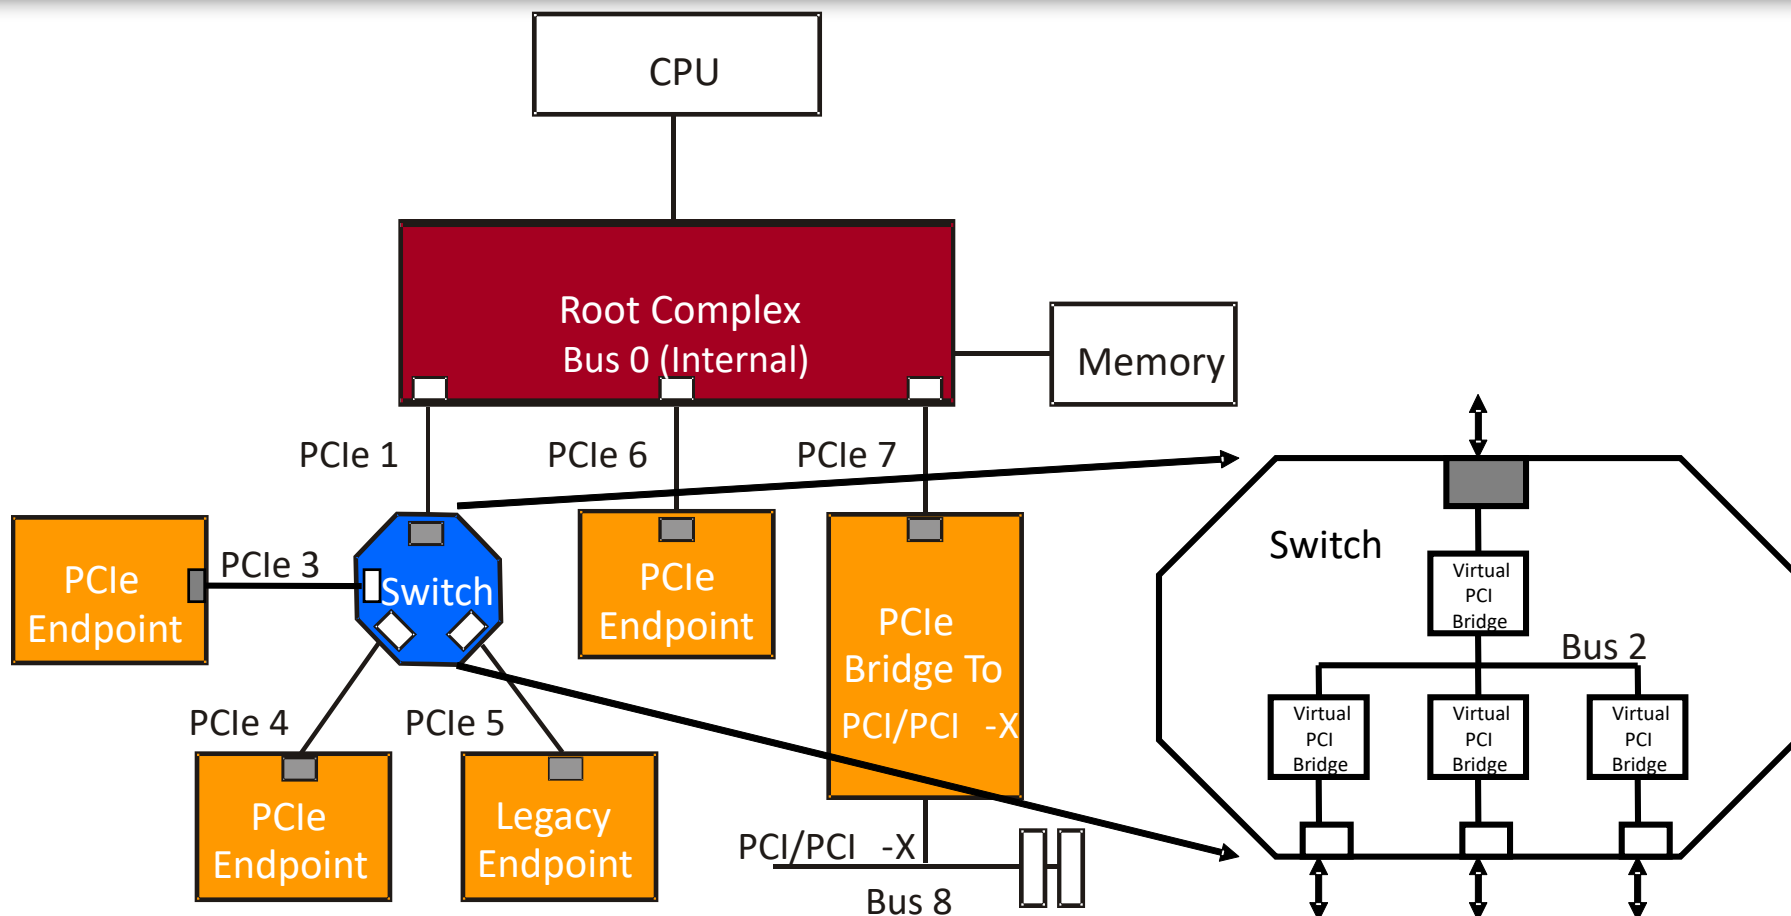 CPU
Root Complex
Bus 0 (Internal)
Memory
PCIe 1
PCIe 6
PCIe 7
PCIe
Endpoint
PCIe 3
Switch
PCIe
Endpoint
PCIe
Bridge To
PCI/PCI -X
PCIe 4
PCIe 5
PCIe
Endpoint
Legacy
Endpoint
PCI/PCI -X
Bus 8
Switch
Virtual
PCI
Bridge
Bus 2
Virtual
PCI
Bridge
Virtual
PCI
Bridge
Virtual
PCI
Bridge